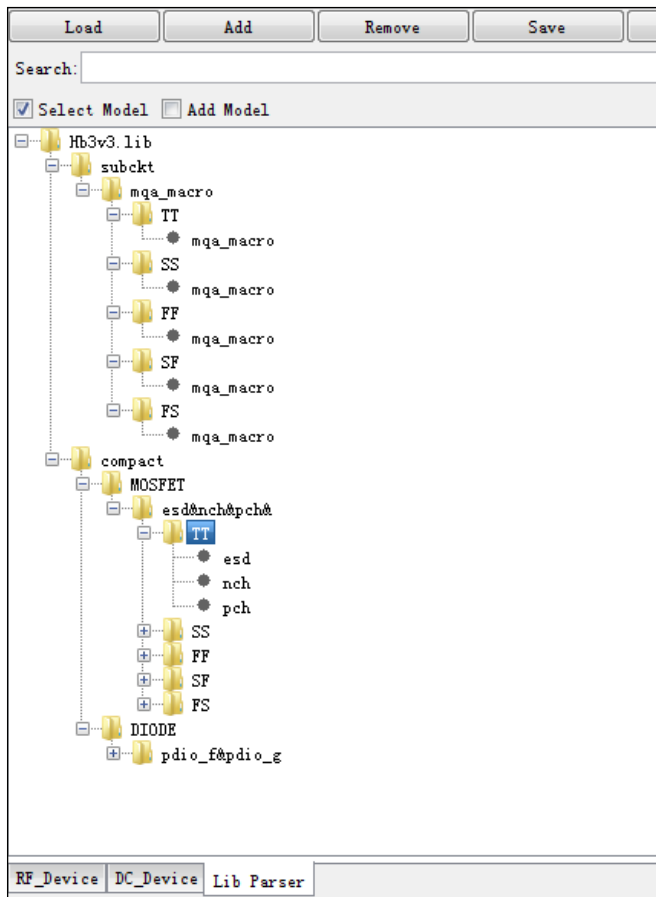 Load Add Remove Save
Search:
Select Model Add Model
Hb3v3.lib
subckt
mqa_macro
TT
mqa_macro
SS
mqa_macro
FF
mqa_macro
SF
mqa_macro
FS
mqa_macro
compact
MOSFET
esd&nch&pch&
TT
esd
nch
pch
SS
FF
SF
FS
DIODE
pdio_f&pdio_g
RF_Device DC_Device Lib Parser